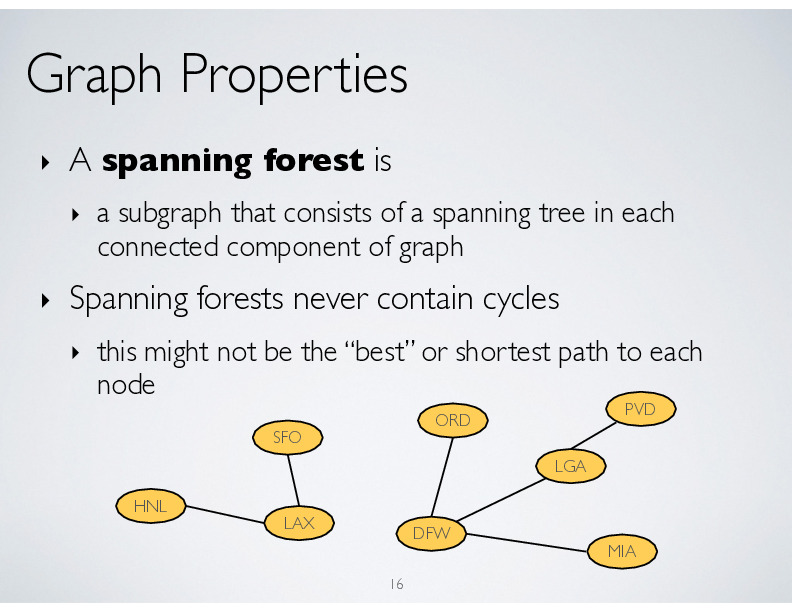 Graph Properties
‣ A spanning forest is
‣ a subgraph that consists of a spanning tree in each
connected component of graph
‣ Spanning forests never contain cycles
‣ this might not be the “best” or shortest path to each
node
PVD
ORD
SFO
LGA
HNL
LAX
DFW
MIA
16